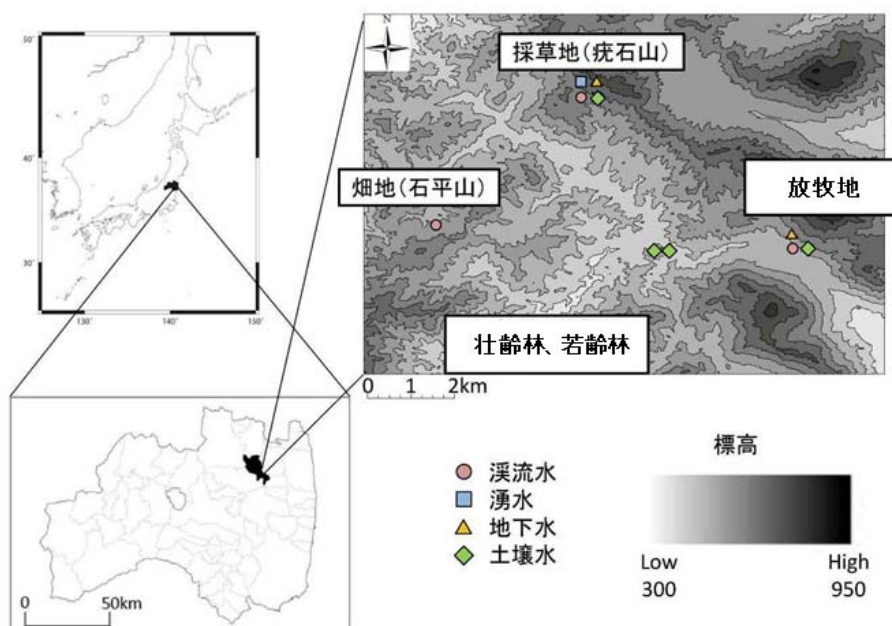 50°
40°
30°
130°
140°
150°
N
採草地(疣石山)
畑地(石平山)
放牧地
壮齢林、若齢林
0 1 2km
渓流水
湧水
地下水
土壌水
標高
Low High
300 950
0 50km